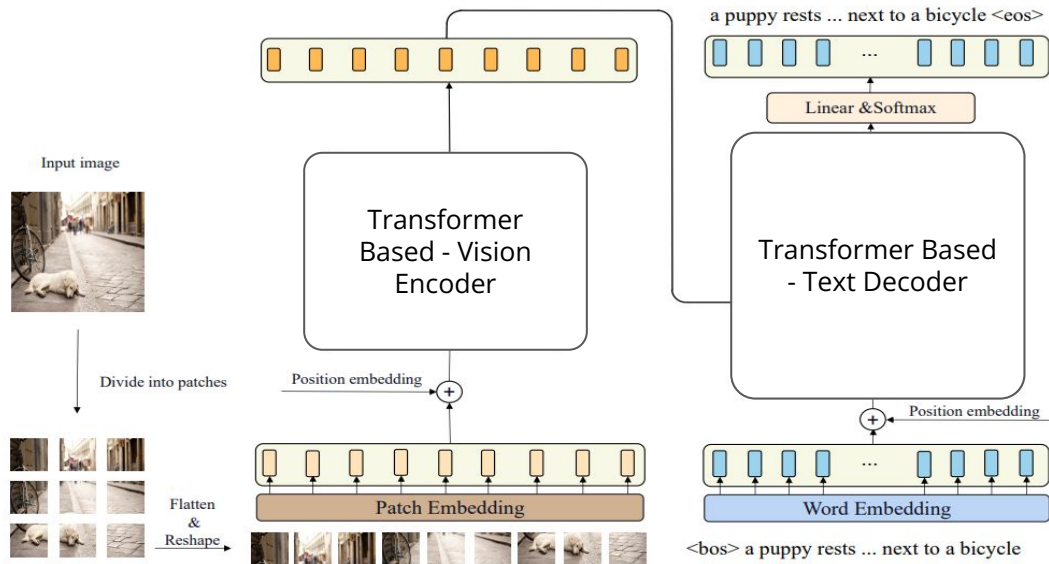 a puppy rests ... next to a bicycle <eos>
...
Linear &Softmax
Input image
Transformer
Based - Vision
Encoder
Transformer Based
- Text Decoder
Divide into patches
Position embedding
+
+
Position embedding
...
Flatten
&
Reshape
Patch Embedding
Word Embedding
<bos> a puppy rests ... next to a bicycle